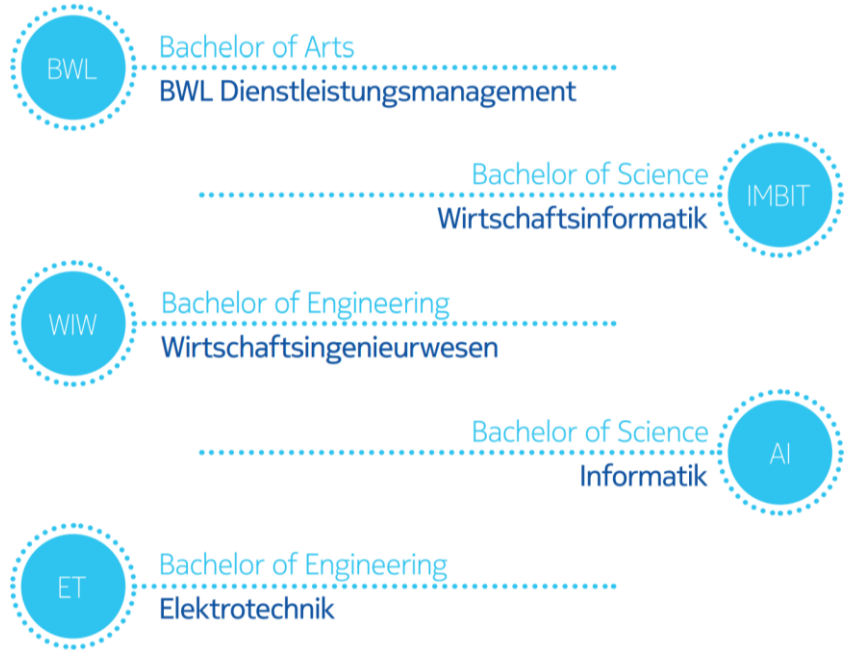 BWL
Bachelor of Arts
BWL Dienstleistungsmanagement
Bachelor of Science
IMBIT
Wirtschaftsinformatik
WIW
Bachelor of Engineering
Wirtschaftsingenieurwesen
Bachelor of Science
AI
Informatik
ET
Bachelor of Engineering
Elektrotechnik